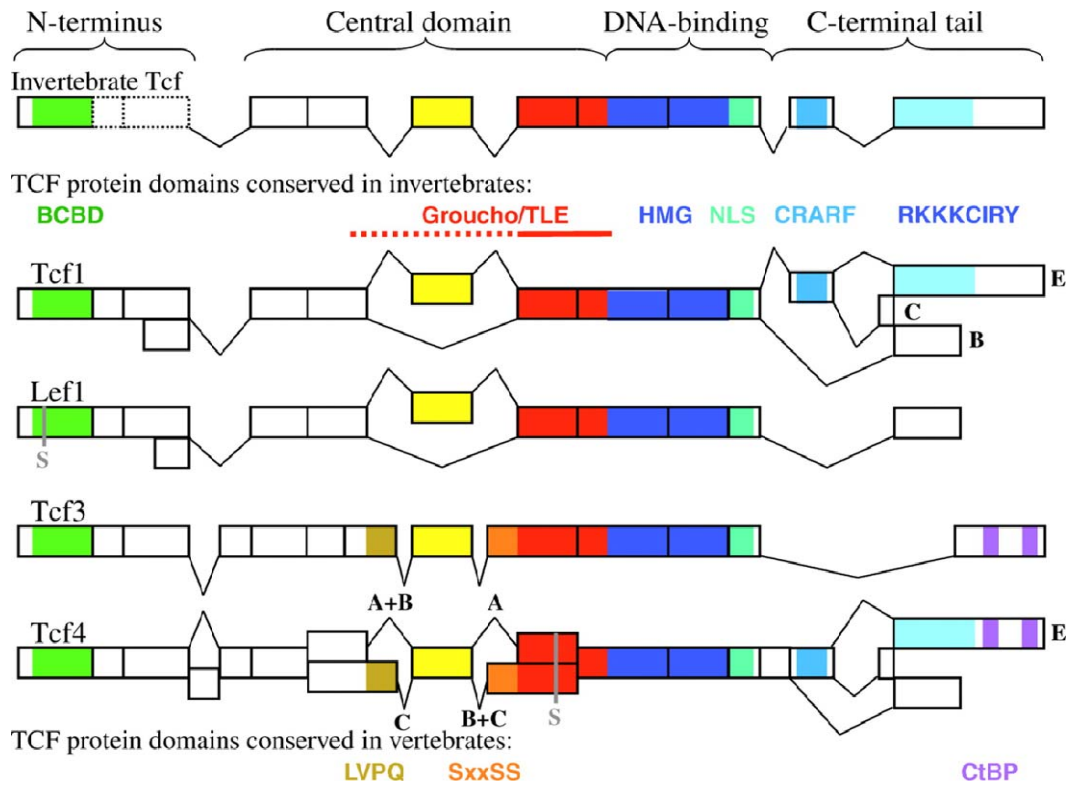 N-terminus Central domain DNA-binding C-terminal tail
Invertebrate Tcf
TCF protein domains conserved in invertebrates:
BCBD Groucho/TLE HMG NLS CRARF RKKKCIRY
Tcf1
E
C
B
Lef1
S
Tcf3
A+B A
Tcf4
E
C B+C S
TCF protein domains conserved in vertebrates:
LVPQ SxxSS CtBP